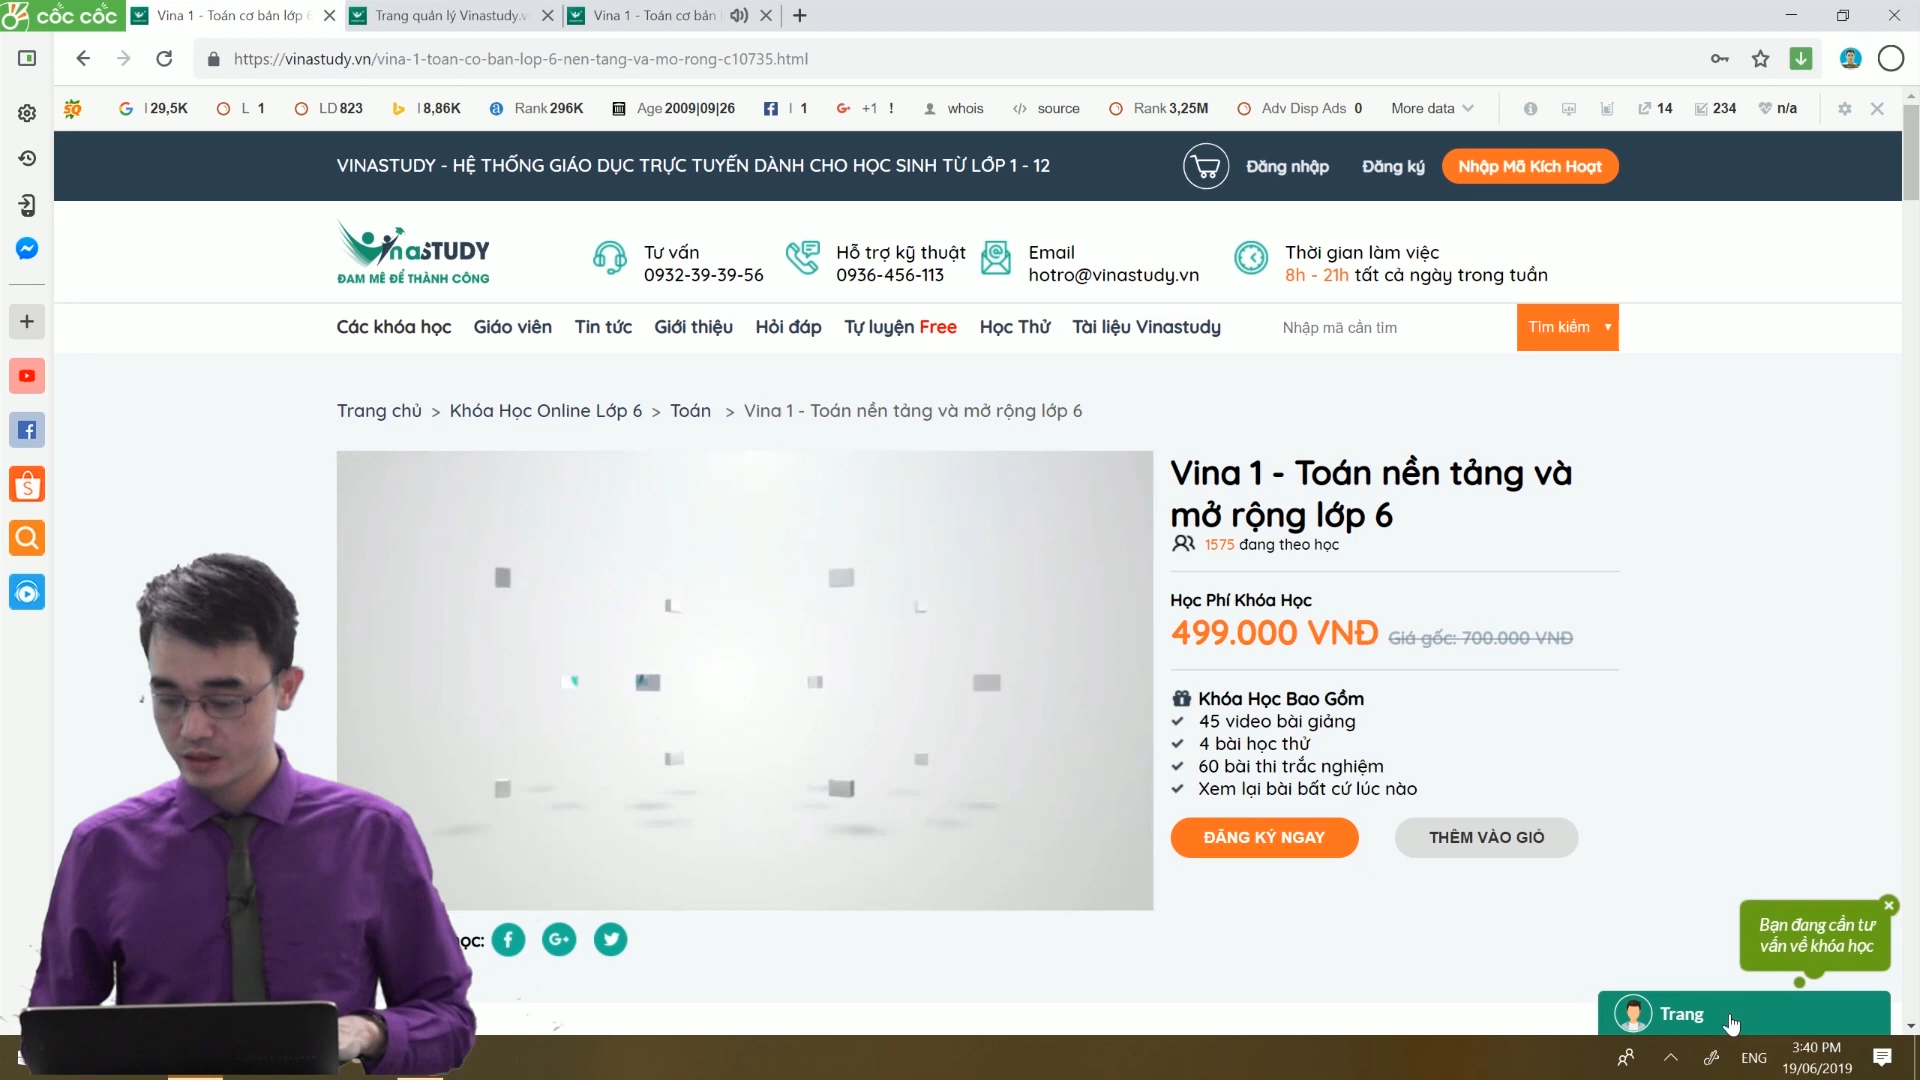 cốc cốc
Vina 1 - Toán cơ bản lớp 6
Trang quản lý Vinastudy.v
Vina 1 - Toán cơ bản
https://vinastudy.vn/vina-1-toan-co-ban-lop-6-nen-tang-va-mo-rong-c10735.html
I 29,5K
L 1
LD 823
I 8,86K
Rank 296K
Age 2009|09|26
I 1
+1 !
whois
source
Rank 3,25M
Adv Disp Ads 0
More data
14
234
n/a
VINASTUDY - HỆ THỐNG GIÁO DỤC TRỰC TUYẾN DÀNH CHO HỌC SINH TỪ LỚP 1 - 12
Đăng nhập
Đăng ký
Nhập Mã Kích Hoạt
VinaSTUDY
ĐAM MÊ ĐỂ THÀNH CÔNG
Tư vấn
0932-39-39-56
Hỗ trợ kỹ thuật
0936-456-113
Email
hotro@vinastudy.vn
Thời gian làm việc
8h - 21h tất cả ngày trong tuần
Các khóa học
Giáo viên
Tin tức
Giới thiệu
Hỏi đáp
Tự luyện Free
Học Thử
Tài liệu Vinastudy
Nhập mã cần tìm
Tìm kiếm
Trang chủ > Khóa Học Online Lớp 6 > Toán > Vina 1 - Toán nền tảng và mở rộng lớp 6
Vina 1 - Toán nền tảng và
mở rộng lớp 6
1575 đang theo học
Học Phí Khóa Học
499.000 VNĐ Giá gốc: 700.000 VNĐ
Khóa Học Bao Gồm
45 video bài giảng
4 bài học thử
60 bài thi trắc nghiệm
Xem lại bài bất cứ lúc nào
ĐĂNG KÝ NGAY
THÊM VÀO GIỎ
ọc:
Bạn đang cần tư
vấn về khóa học
Trang
ENG
3:40 PM
19/06/2019